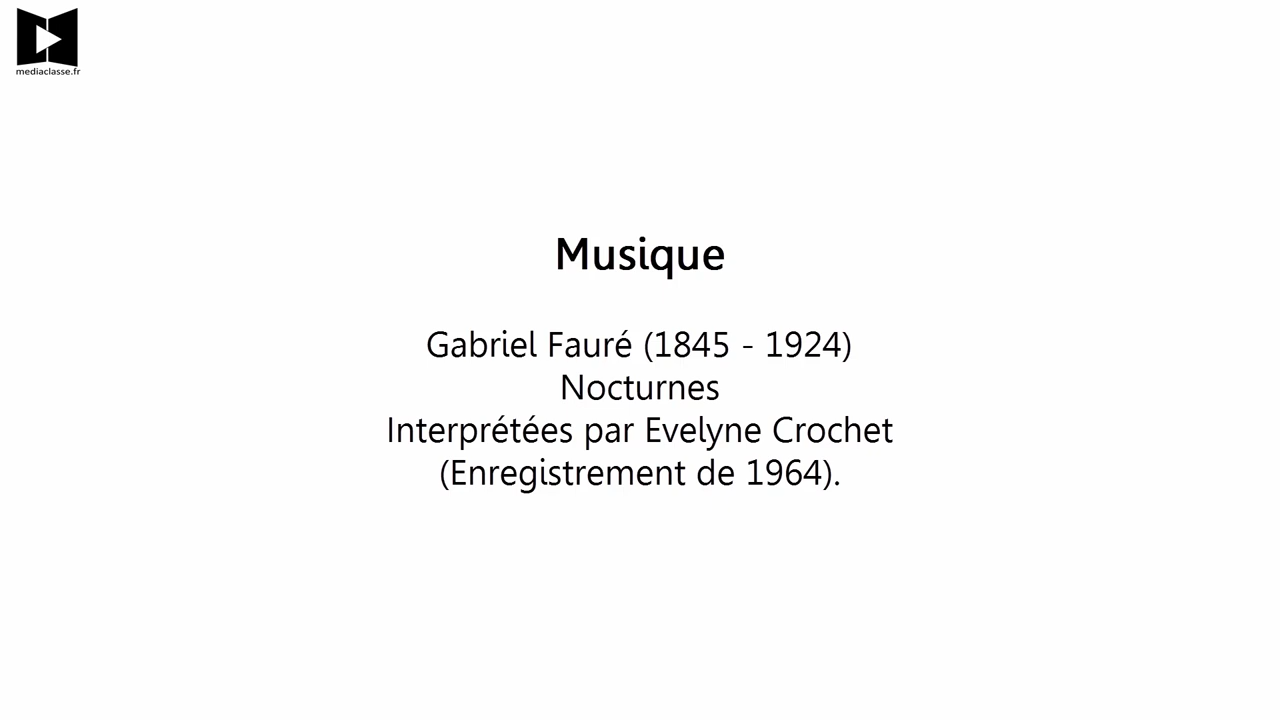 mediaclasse.fr
Musique
Gabriel Fauré (1845 - 1924)
Nocturnes
Interprétées par Evelyne Crochet
(Enregistrement de 1964).